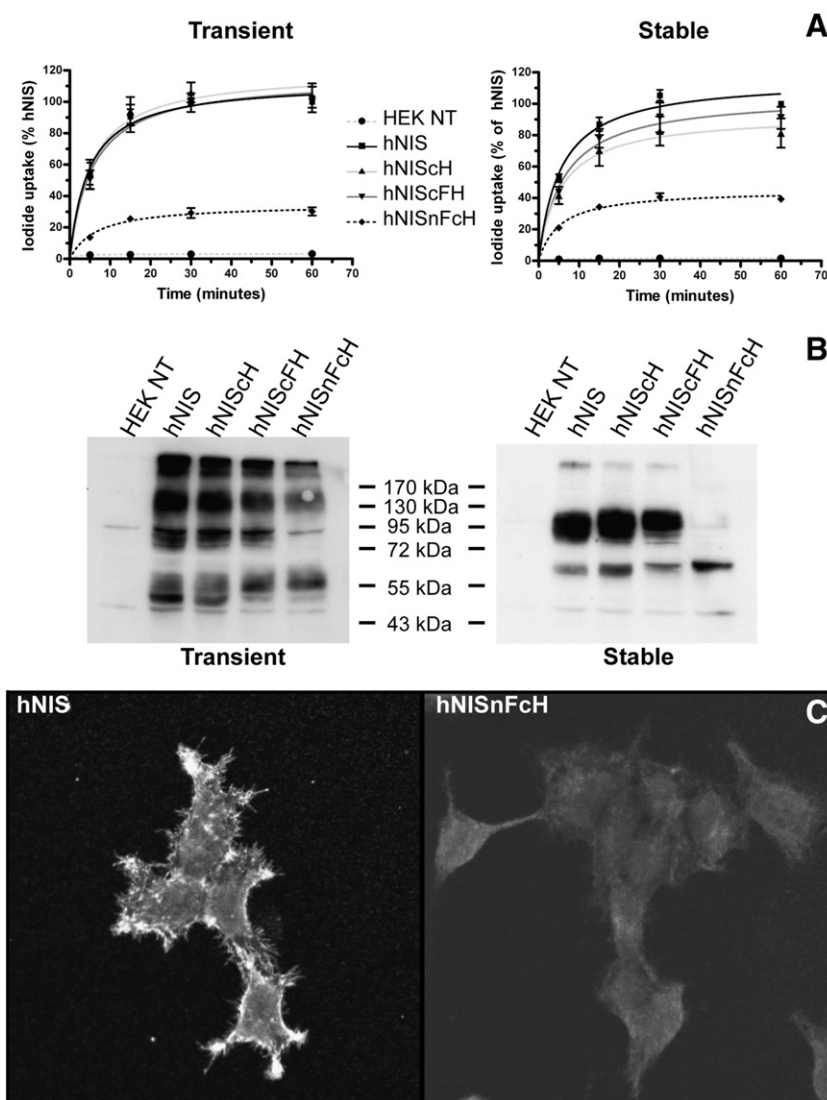 Transient
Stable
A
Iodide uptake (% hNIS)
120
100
80
60
40
20
0
0 10 20 30 40 50 60 70
Time (minutes)
HEK NT
hNIS
hNIScH
hNIScFH
hNISnFcH
Iodide uptake (% of hNIS)
120
100
80
60
40
20
0
0 10 20 30 40 50 60 70
Time (minutes)
B
HEK NT
hNIS
hNIScH
hNIScFH
hNISnFcH
HEK NT
hNIS
hNIScH
hNIScFH
hNISnFcH
170 kDa
130 kDa
95 kDa
72 kDa
55 kDa
43 kDa
Transient
Stable
hNIS
hNISnFcH
C